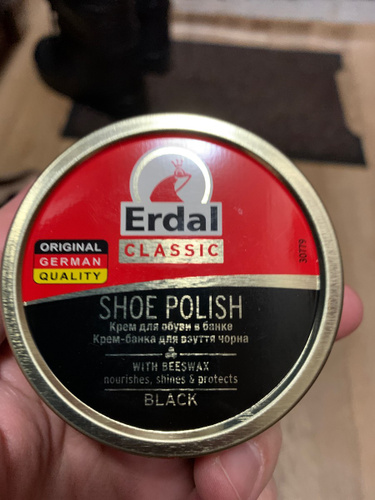 Erdal
CLASSIC
ORIGINAL
GERMAN
QUALITY
30779
SHOE POLISH
Крем для обуви в банке
Крем-банка для взуття чорна
WITH BEESWAX
nourishes, shines & protects
BLACK